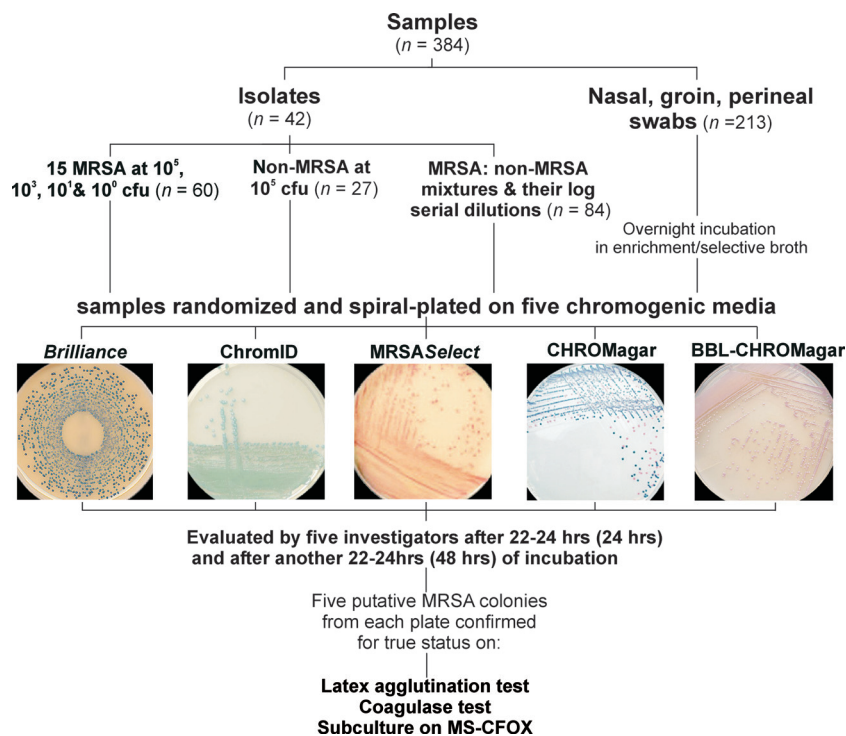 Samples
(n = 384)
Isolates
(n = 42)
Nasal, groin, perineal
swabs (n =213)
15 MRSA at 10⁵,
10³, 10¹& 10⁰ cfu (n = 60)
Non-MRSA at
10⁵ cfu (n = 27)
MRSA: non-MRSA
mixtures & their log
serial dilutions (n = 84)
Overnight incubation
in enrichment/selective broth
samples randomized and spiral-plated on five chromogenic media
Brilliance
ChromID
MRSASelect
CHROMagar
BBL-CHROMagar
Evaluated by five investigators after 22-24 hrs (24 hrs)
and after another 22-24hrs (48 hrs) of incubation
Five putative MRSA colonies
from each plate confirmed
for true status on:
Latex agglutination test
Coagulase test
Subculture on MS-CFOX